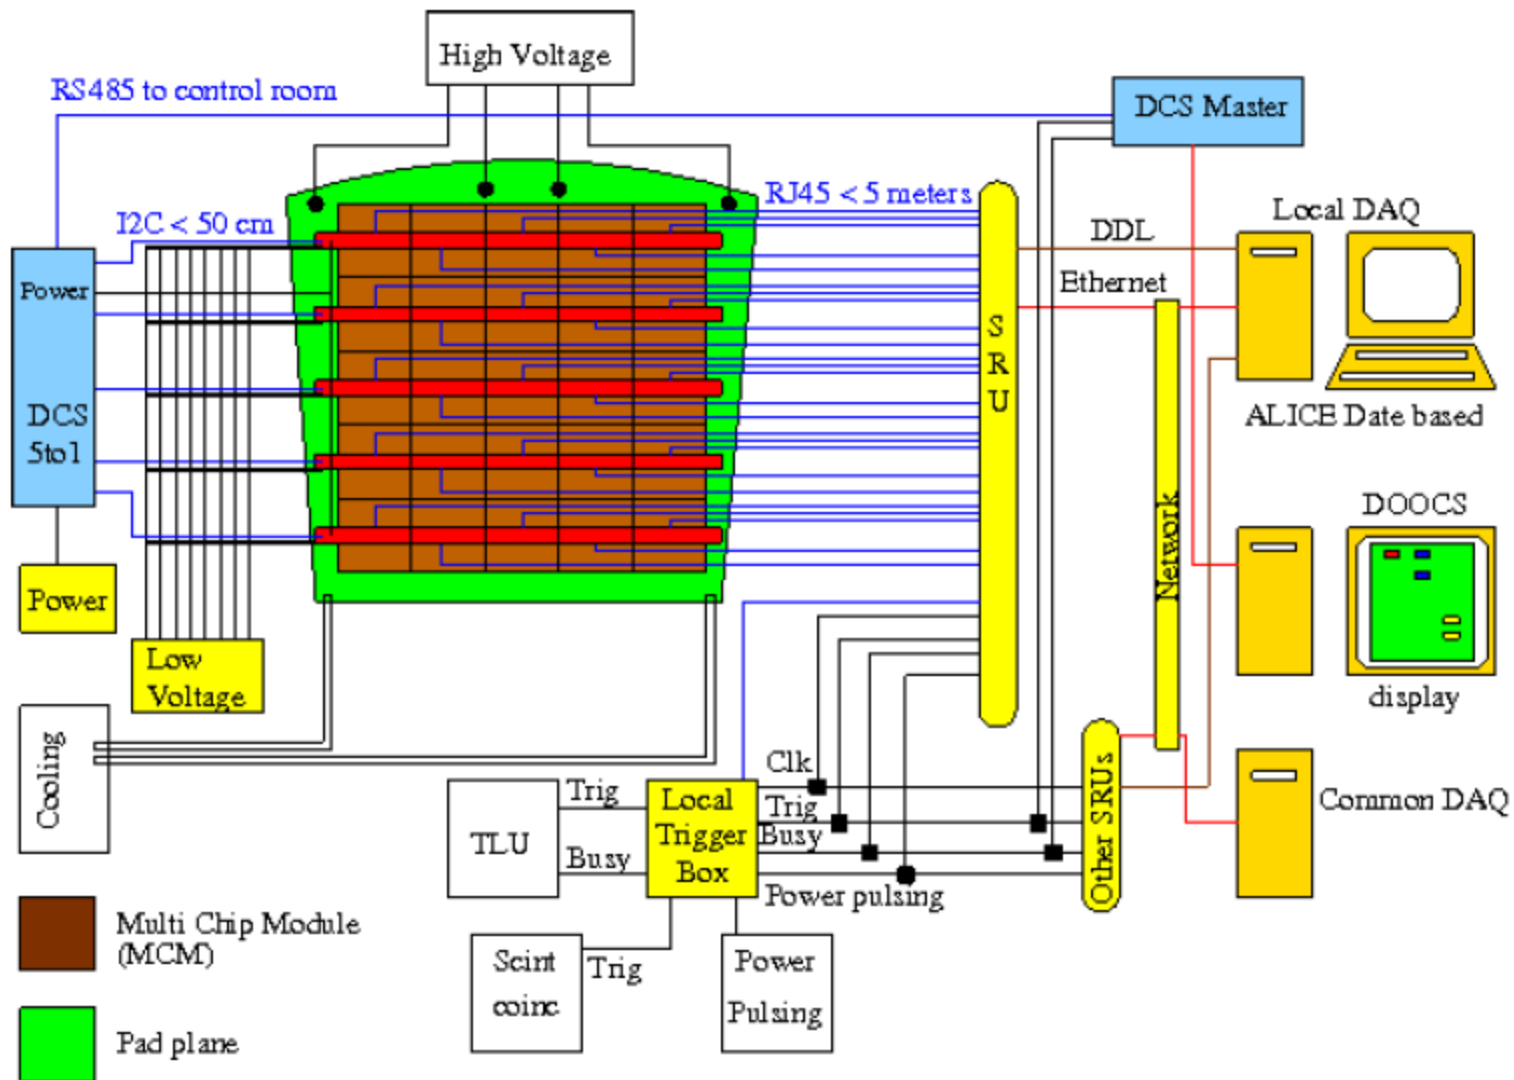 High Voltage
RS485 to control room
DCS Master
RJ45 < 5 meters
I2C < 50 cm
Local DAQ
DDL
Ethernet
Power
S
R
U
DCS
5to1
ALICE Date based
DOOCS
Network
Power
Low
Voltage
display
Cooling
Clk
Trig
Local
Trigger
Box
Trig
Busy
TLU
Busy
Power pulsing
Other SRUs
Common DAQ
Multi Chip Module
(MCM)
Scint
coinc
Trig
Power
Pulsing
Pad plane